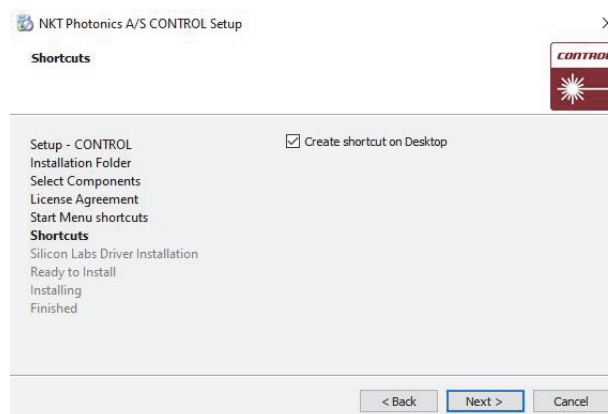 NKT Photonics A/S CONTROL Setup
Shortcuts
CONTROL
Setup - CONTROL
Installation Folder
Select Components
License Agreement
Start Menu shortcuts
Shortcuts
Silicon Labs Driver Installation
Ready to Install
Installing
Finished
Create shortcut on Desktop
< Back
Next >
Cancel